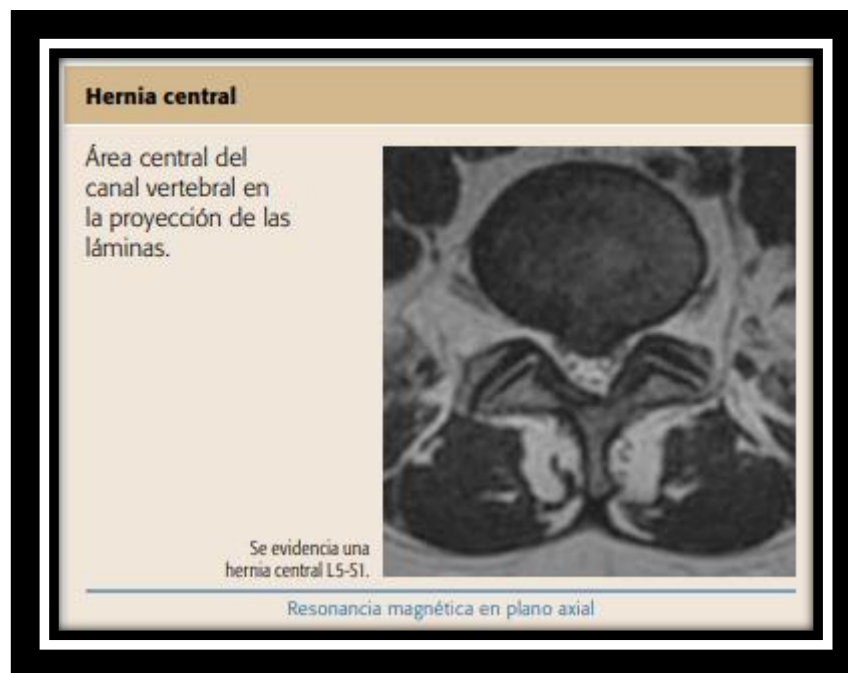 Hernia central
Área central del
canal vertebral en
la proyección de las
láminas.
Se evidencia una
hernia central L5-S1.
Resonancia magnética en plano axial